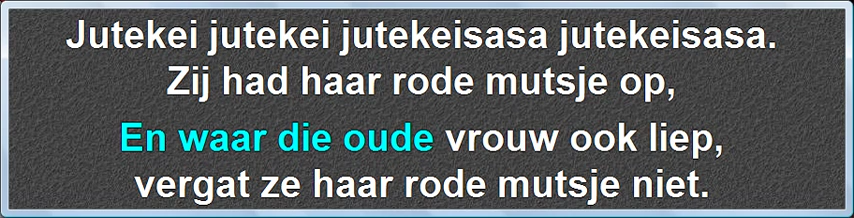 Jutekei jutekei jutekeisasa jutekeisasa.
Zij had haar rode mutsje op,
En waar die oude vrouw ook liep,
vergat ze haar rode mutsje niet.